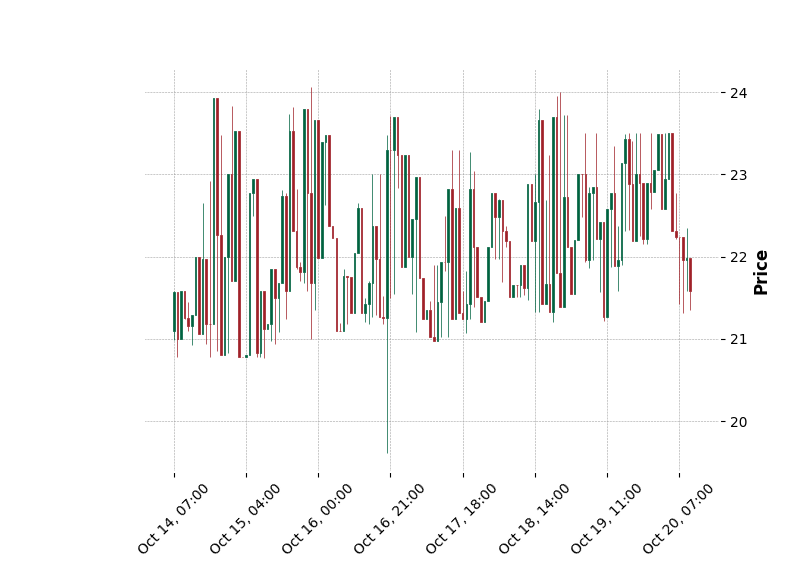 24
23
22
21
20
Price
Oct 14, 07:00
Oct 15, 04:00
Oct 16, 00:00
Oct 16, 21:00
Oct 17, 18:00
Oct 18, 14:00
Oct 19, 11:00
Oct 20, 07:00